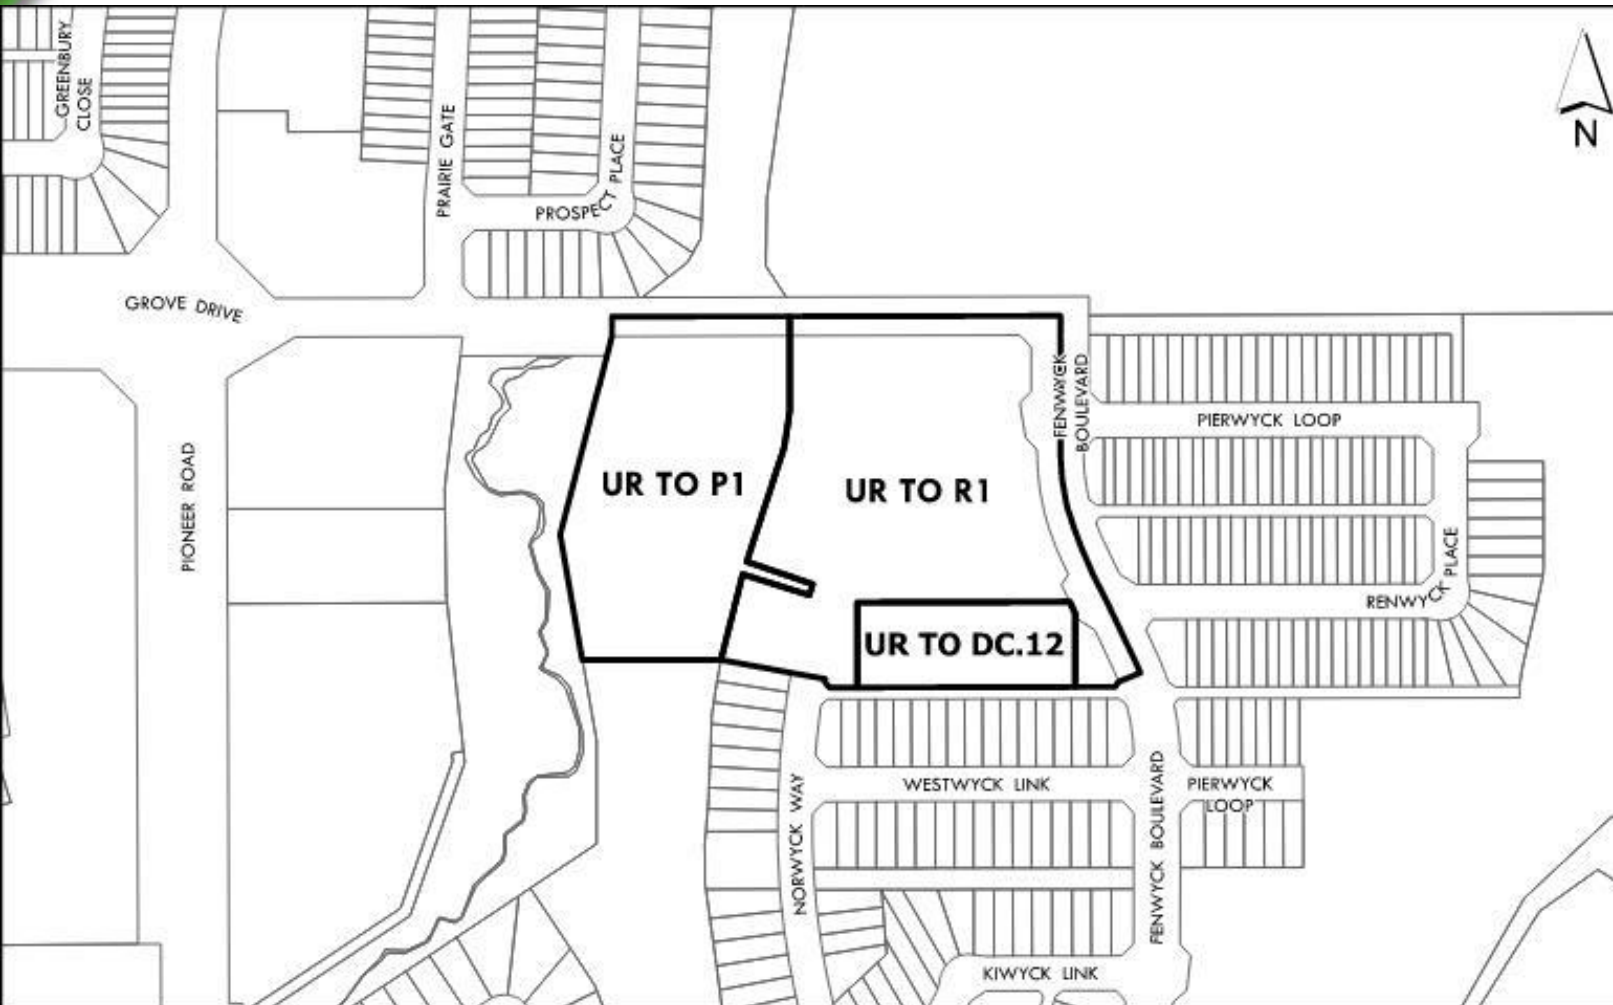 GREENBURY
CLOSE
PRAIRIE GATE
PROSPECT PLACE
N
GROVE DRIVE
FENWYCK
BOULEVARD
PIERWYCK LOOP
PIONEER ROAD
UR TO P1
UR TO R1
RENWYCK PLACE
UR TO DC.12
NORWYCK WAY
WESTWYCK LINK
FENWYCK BOULEVARD
PIERWYCK
LOOP
KIWYCK LINK